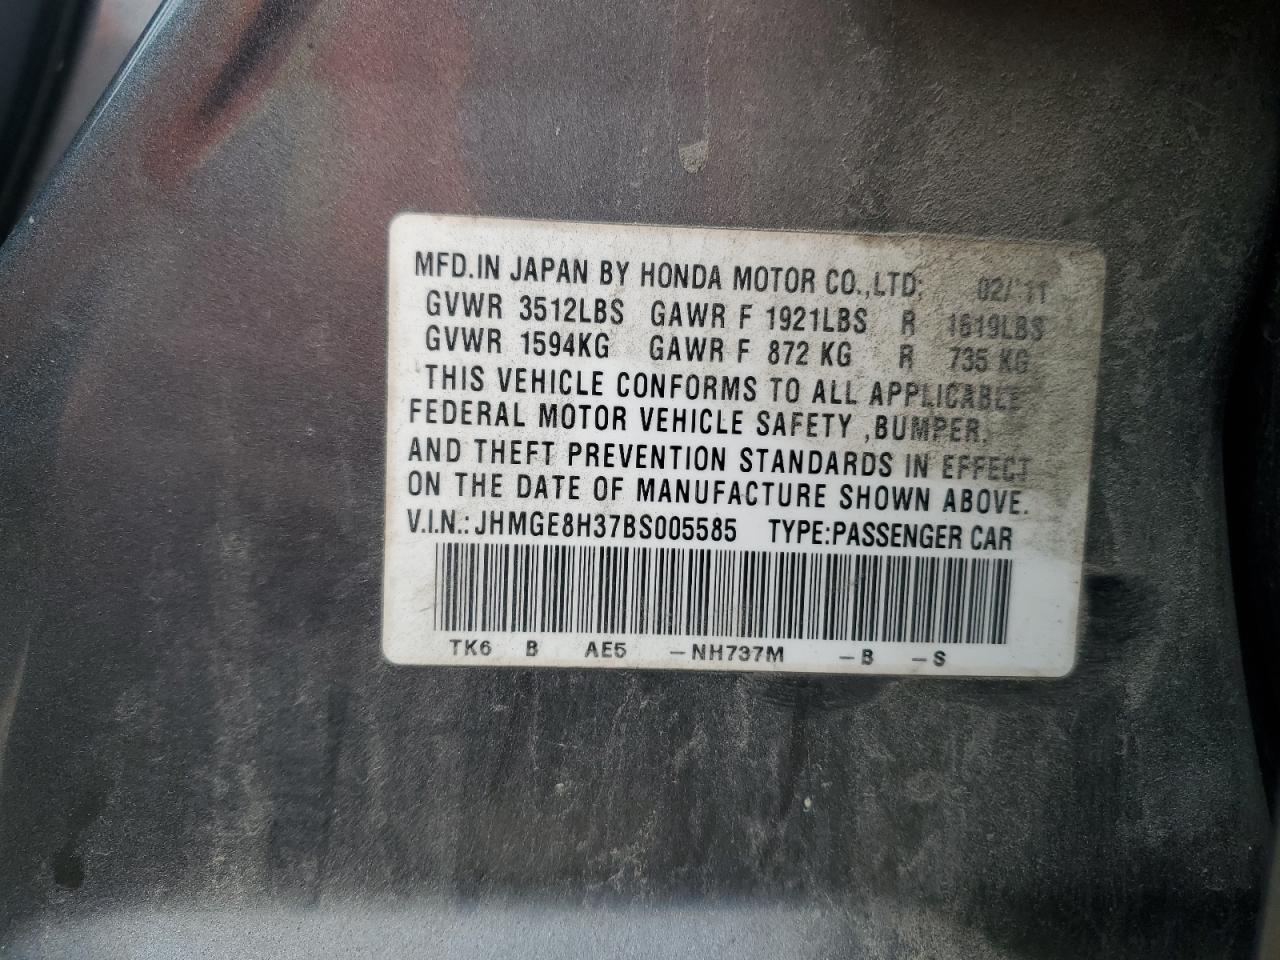 MFD.IN JAPAN BY HONDA MOTOR CO.,LTD. 02/ 11
GVWR 3512LBS GAWR F 1921LBS R 1619LBS
GVWR 1594KG GAWR F 872 KG R 735 KG
THIS VEHICLE CONFORMS TO ALL APPLICABLE
FEDERAL MOTOR VEHICLE SAFETY ,BUMPER,
AND THEFT PREVENTION STANDARDS IN EFFECT
ON THE DATE OF MANUFACTURE SHOWN ABOVE.
V.I.N.: JHMGE8H37BS005585 TYPE:PASSENGER CAR
TK6 B AE5 -NH737M -B -S